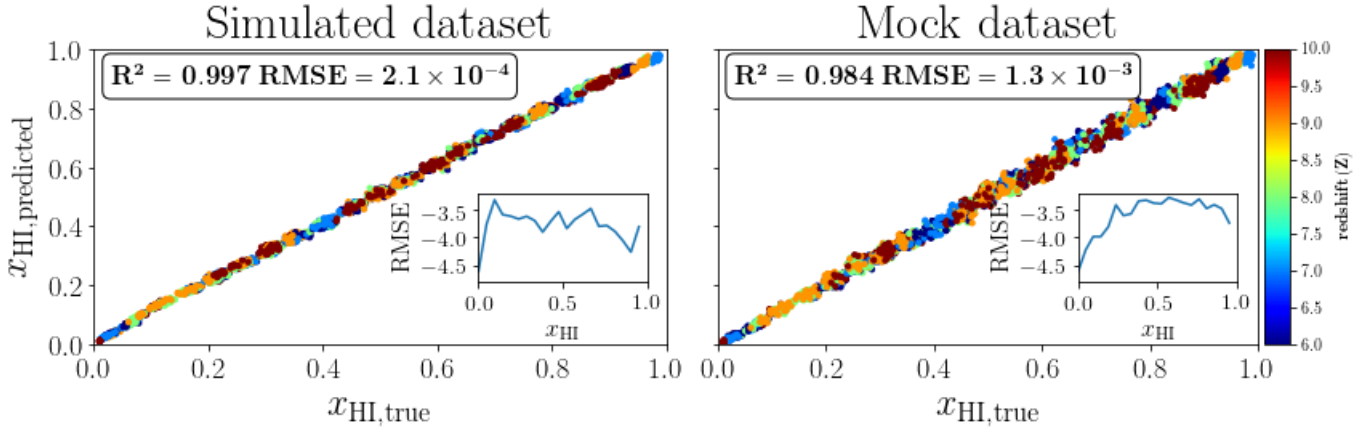 Simulated dataset
R² = 0.997 RMSE = 2.1 × 10⁻⁴
1.0
0.8
0.6
0.4
0.2
0.0
x_HI,predicted
0.0 0.2 0.4 0.6 0.8 1.0
x_HI,true
RMSE
−3.5
−4.0
−4.5
0.0 0.5 1.0
x_HI
Mock dataset
R² = 0.984 RMSE = 1.3 × 10⁻³
0.0 0.2 0.4 0.6 0.8 1.0
x_HI,true
RMSE
−3.5
−4.0
−4.5
0.0 0.5 1.0
x_HI
10.0
9.5
9.0
8.5
8.0
7.5
7.0
6.5
6.0
redshift(Z)